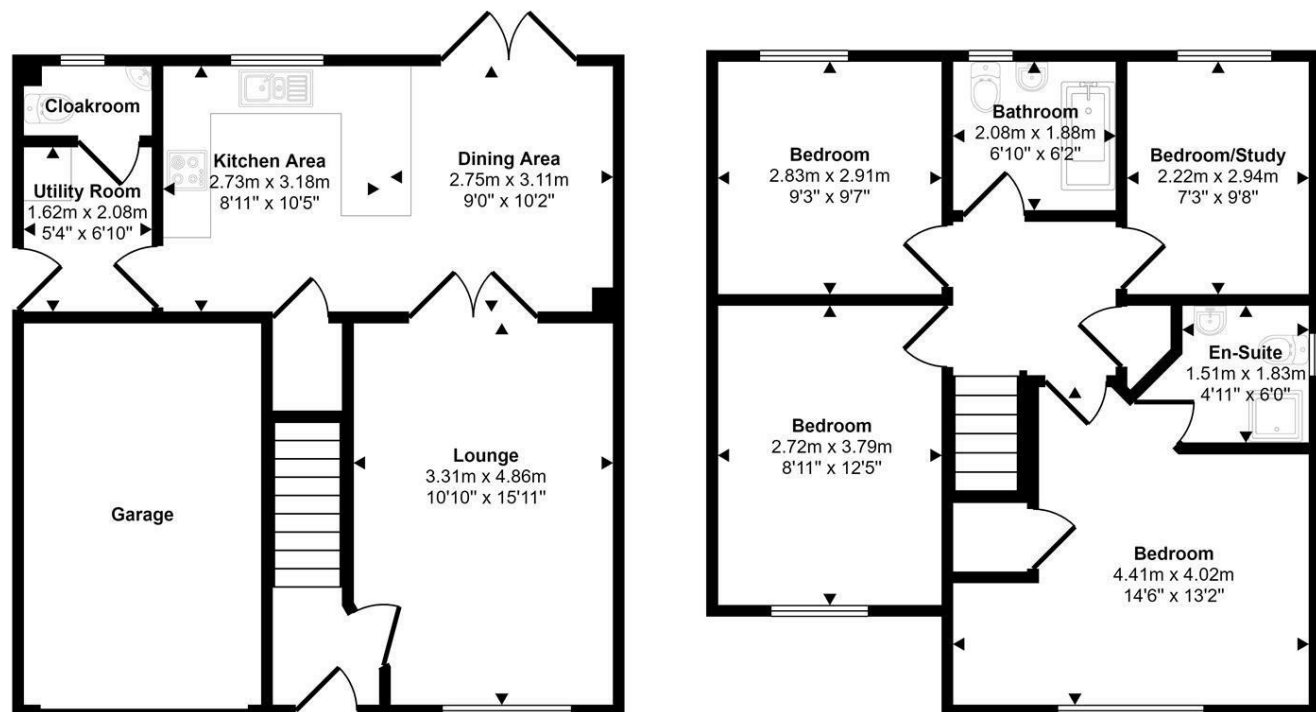 Cloakroom
Utility Room
1.62m x 2.08m
5'4" x 6'10"
Kitchen Area
2.73m x 3.18m
8'11" x 10'5"
Dining Area
2.75m x 3.11m
9'0" x 10'2"
Garage
Lounge
3.31m x 4.86m
10'10" x 15'11"
Bedroom
2.83m x 2.91m
9'3" x 9'7"
Bathroom
2.08m x 1.88m
6'10" x 6'2"
Bedroom/Study
2.22m x 2.94m
7'3" x 9'8"
En-Suite
1.51m x 1.83m
4'11" x 6'0"
Bedroom
2.72m x 3.79m
8'11" x 12'5"
Bedroom
4.41m x 4.02m
14'6" x 13'2"